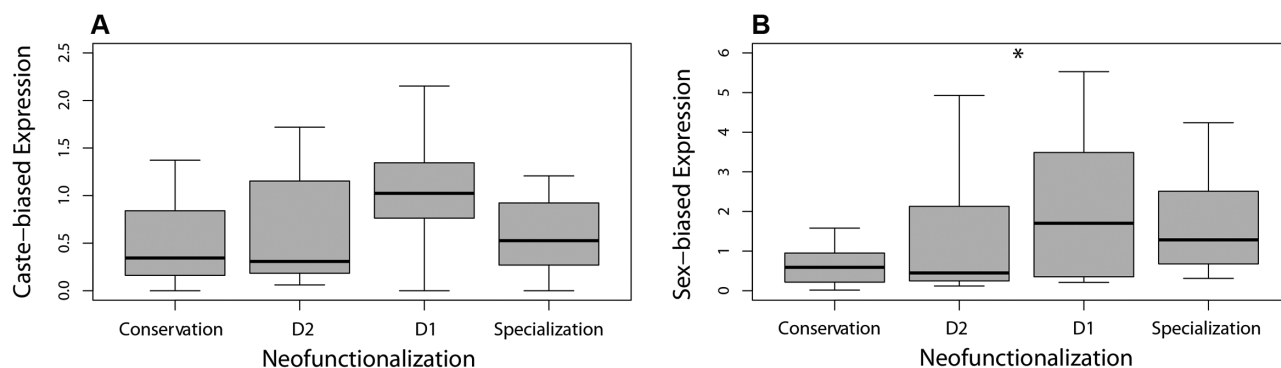 A
Caste-biased Expression
2.5
2.0
1.5
1.0
0.5
0.0
Conservation
D2
D1
Specialization
Neofunctionalization
B
*
Sex-biased Expression
6
5
4
3
2
1
0
Conservation
D2
D1
Specialization
Neofunctionalization